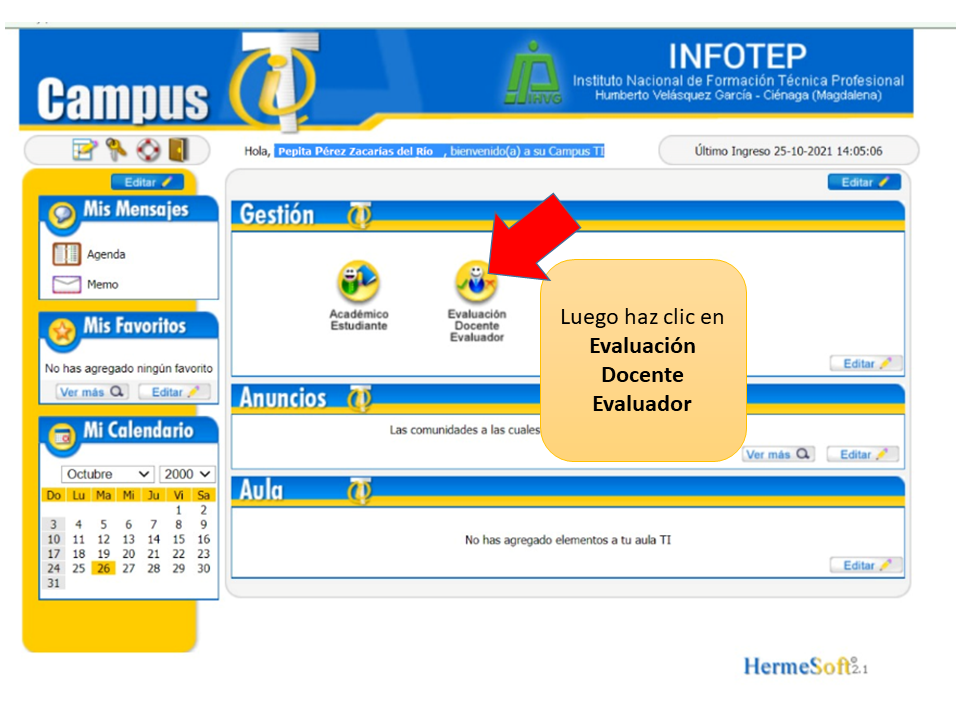 Campus
TI
IHVG
INFOTEP
Instituto Nacional de Formación Técnica Profesional
Humberto Velásquez García - Ciénaga (Magdalena)
Hola, Pepita Pérez Zacarías del Río , bienvenido(a) a su Campus TI
Último Ingreso 25-10-2021 14:05:06
Editar
Mis Mensajes
Agenda
Memo
Mis Favoritos
No has agregado ningún favorito
Ver más
Editar
Mi Calendario
Octubre 2000
Do Lu Ma Mi Ju Vi Sa
1 2
3 4 5 6 7 8 9
10 11 12 13 14 15 16
17 18 19 20 21 22 23
24 25 26 27 28 29 30
31
Editar
Gestión
Académico
Estudiante
Evaluación
Docente
Evaluador
Luego haz clic en
Evaluación
Docente
Evaluador
Editar
Anuncios
Las comunidades a las cuales
Ver más
Editar
Aula
No has agregado elementos a tu aula TI
Editar
HermeSoft 2.1